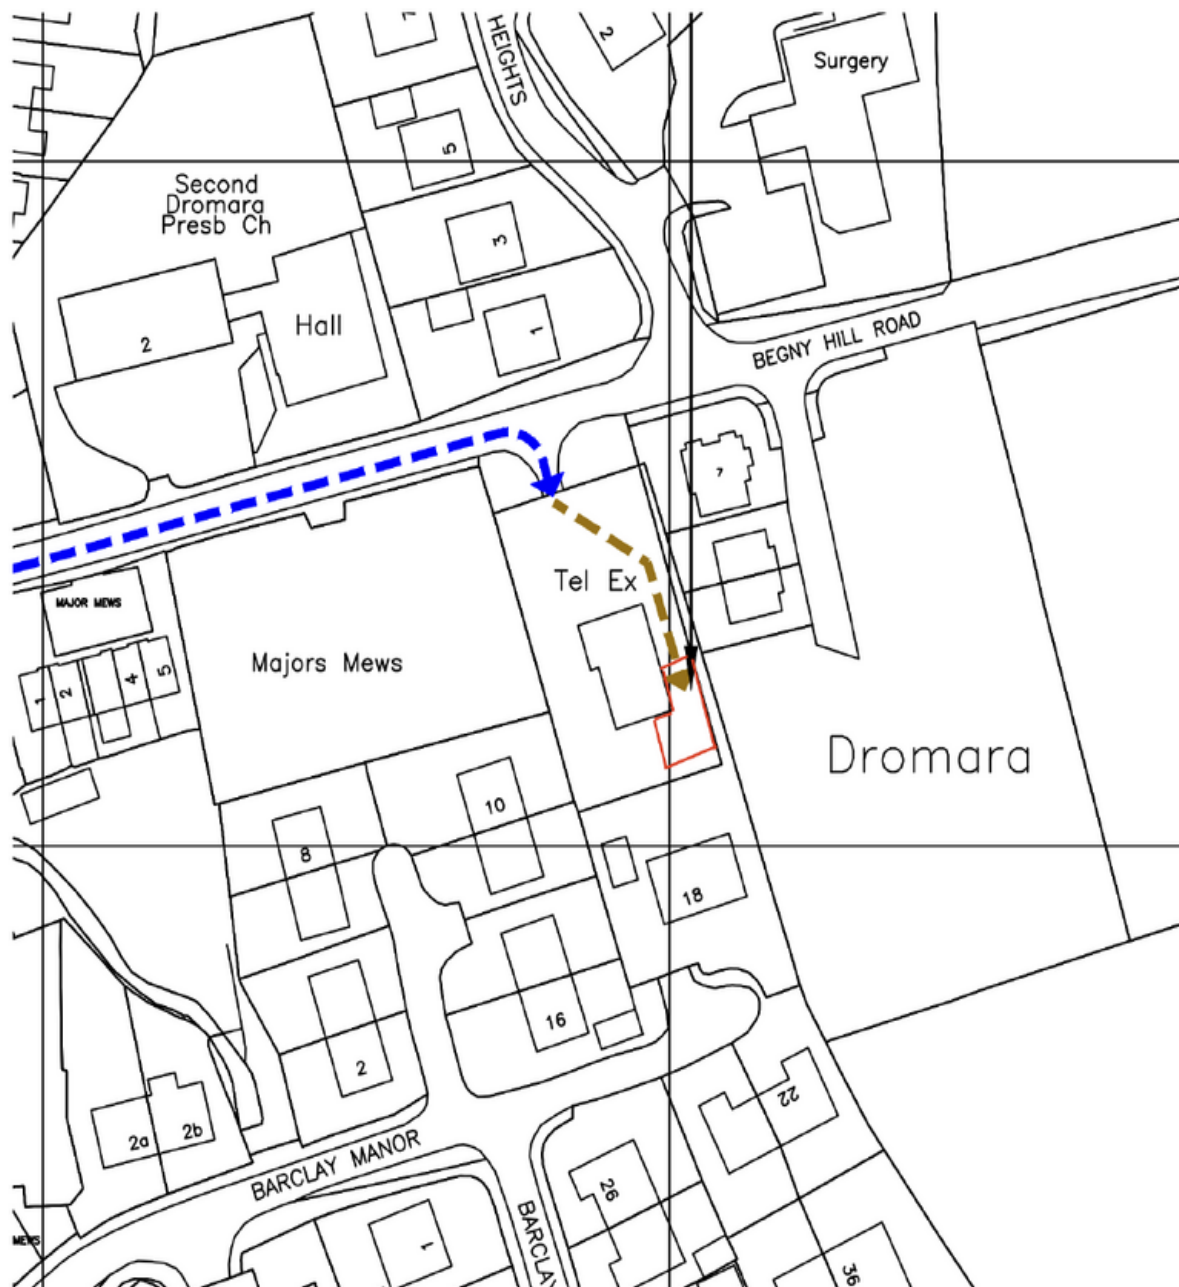 HEIGHTS
2
Surgery
5
Second
Dromara
Presb Ch
3
Hall
1
2
BEGNY HILL ROAD
7
Tel Ex
MAJOR MEWS
Majors Mews
1
2
4
5
Dromara
10
8
18
16
2
22
2a
2b
BARCLAY MANOR
26
BARCLAY
1
MEWS
36